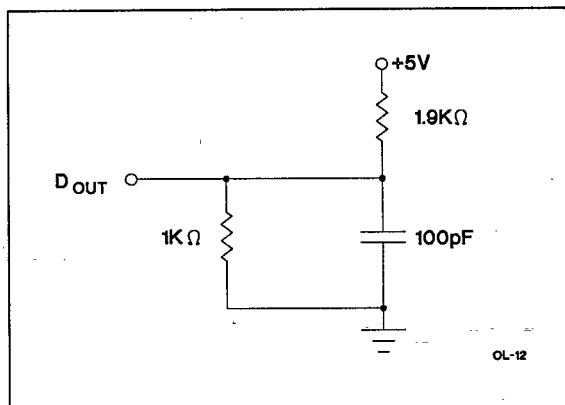 +5V
1.9KΩ
D OUT
1KΩ
100pF
OL-12